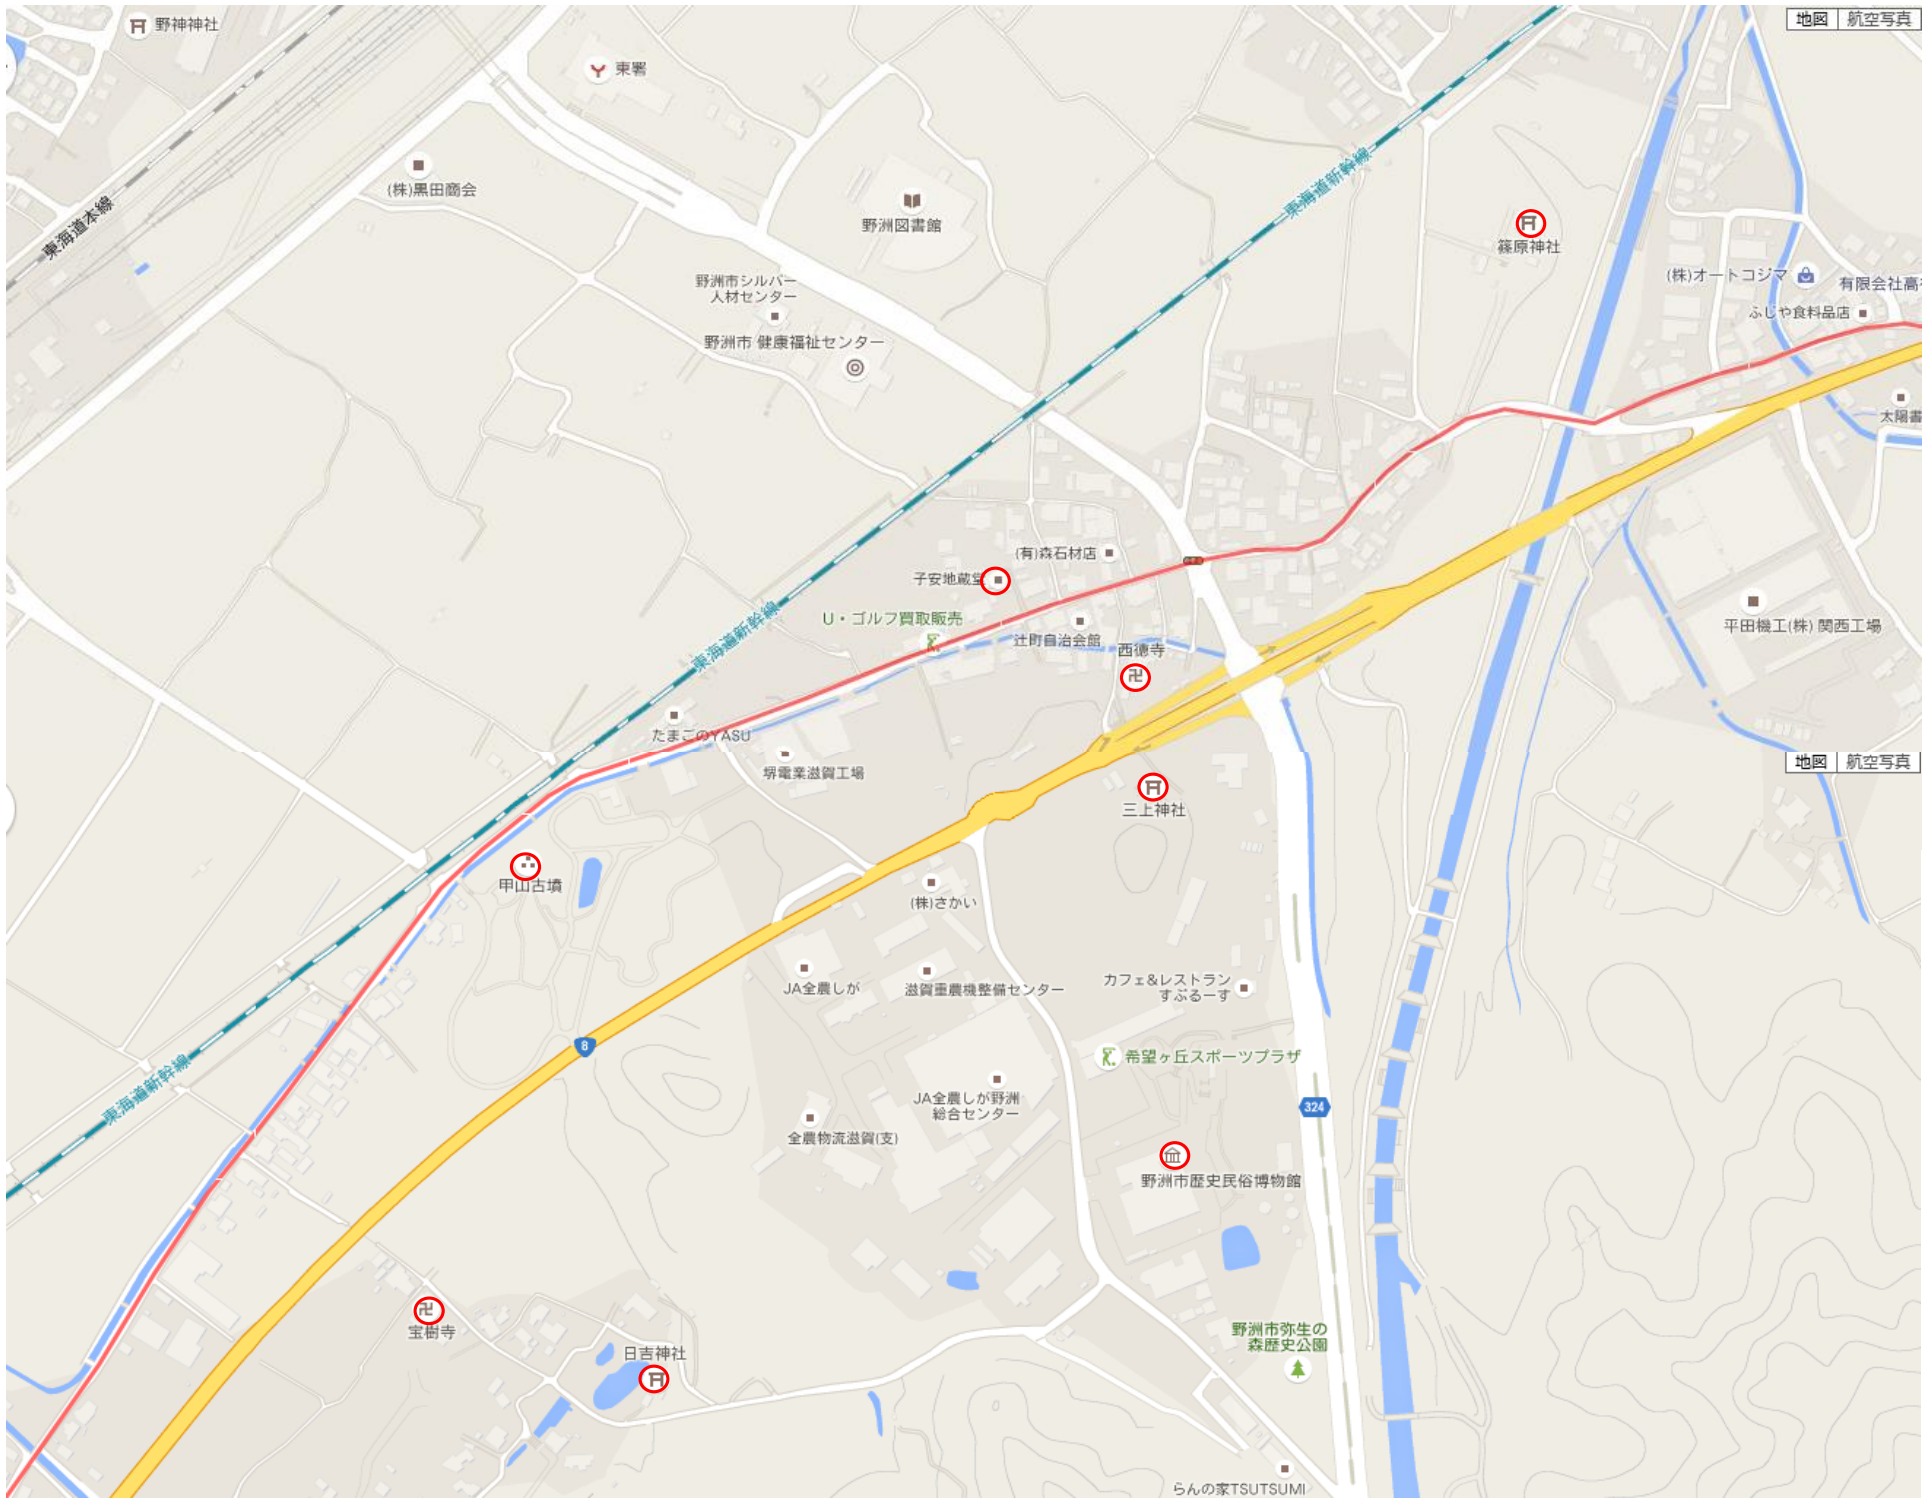 野神神社
東署
地図 航空写真
(株)黒田商会
東海道本線
野洲図書館
東海道新幹線
篠原神社
(株)オートコジマ
有限会社高
ふじや食料品店
野洲市シルバー
人材センター
野洲市 健康福祉センター
太陽書
(有)森石材店
子安地蔵堂
U・ゴルフ買取販売
辻町自治会館
西徳寺
平田機工(株) 関西工場
東海道新幹線
たまごのYASU
堺電業滋賀工場
地図 航空写真
三上神社
甲山古墳
(株)さかい
JA全農しが
滋賀重農機整備センター
カフェ&レストラン
すぷるーす
8
希望ヶ丘スポーツプラザ
東海道新幹線
JA全農しが野洲
総合センター
324
全農物流滋賀(支)
野洲市歴史民俗博物館
宝樹寺
日吉神社
野洲市弥生の
森歴史公園
らんの家TSUTSUMI